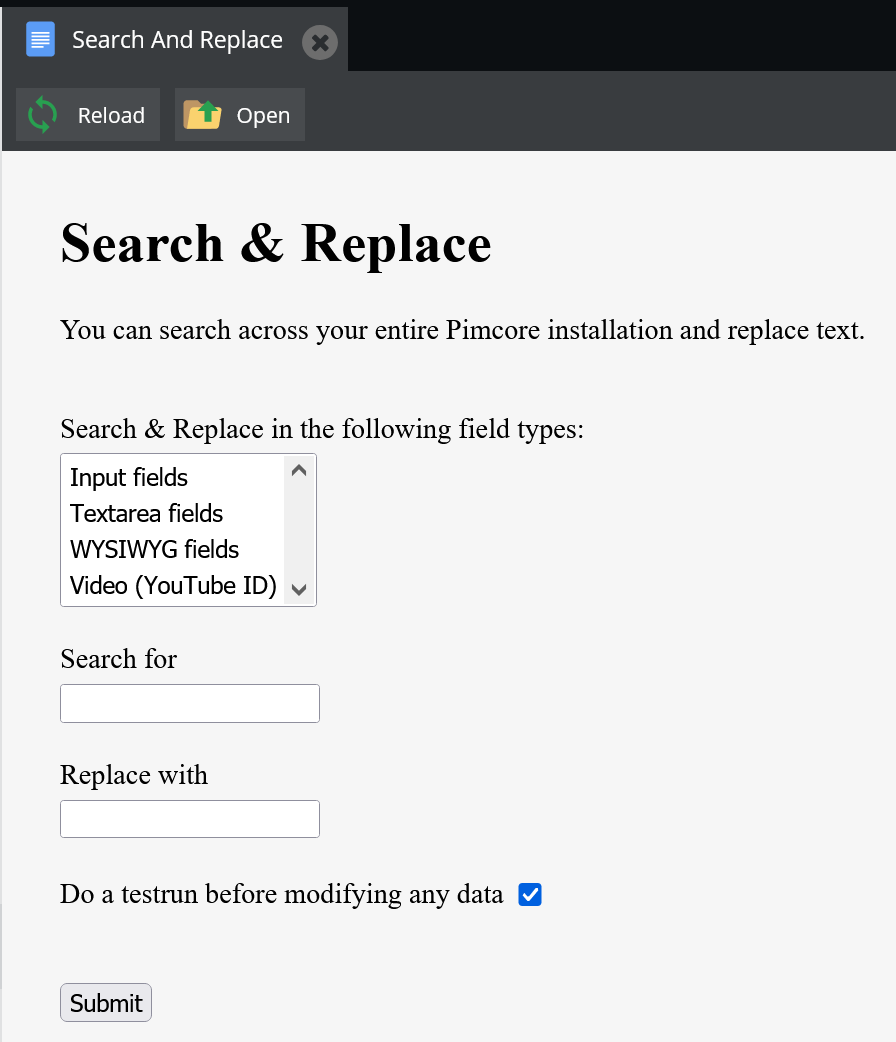 Search And Replace
Reload
Open
Search & Replace
You can search across your entire Pimcore installation and replace text.
Search & Replace in the following field types:
Input fields
Textarea fields
WYSIWYG fields
Video (YouTube ID)
Search for
Replace with
Do a testrun before modifying any data
Submit